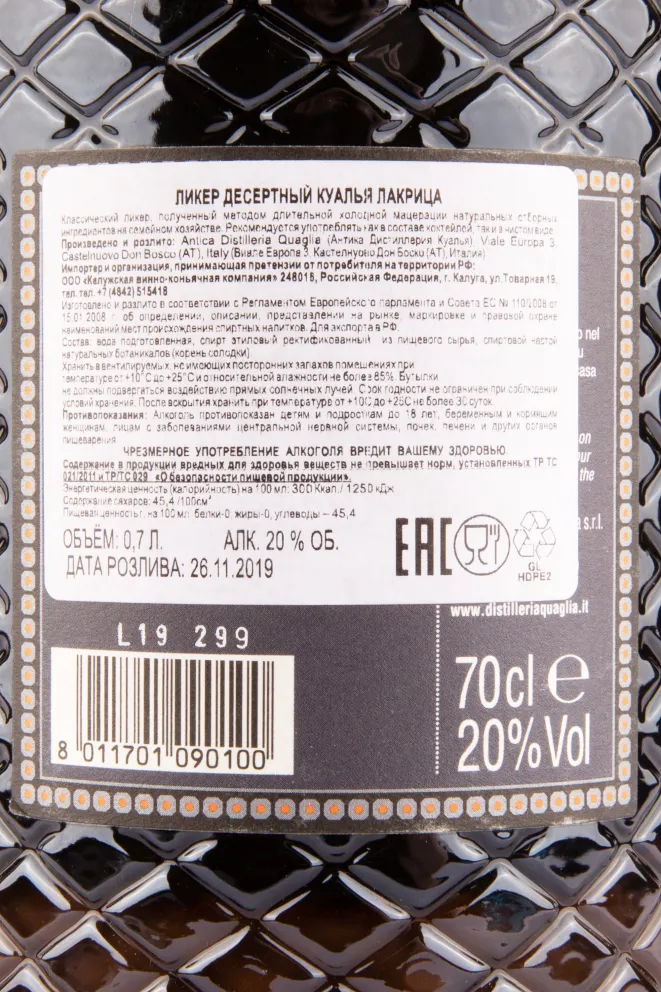 ЛИКЕР ДЕСЕРТНЫЙ КУАЛЬЯ ЛАКРИЦА
Классический ликер, полученный методом длительной холодной мацерации натуральных отборных
ингредиентов на семейном хозяйстве. Рекомендуется употреблять как в составе коктейлей, так и в чистом виде.
Произведено и розлито: Antica Distilleria Quaglia (Антика Дистиллерия Куалья) Viale Europa 3,
Castelnuovo Don Bosco (AT), Italy (Виале Европа 3, Кастелнуово Дон Боско (АТ), Италия)
Импортер и организация, принимающая претензии от потребителя на территории РФ:
ООО «Калужская винно-коньячная компания» 248016, Российская Федерация, г. Калуга, ул. Товарная 19,
тел. тел. +7(4842) 515418
Изготовлено и разлито в соответствии с Регламентом Европейского парламента и Совета ЕС № 110/2008 от
15.01.2008 г. об определении, описании, представлении на рынке, маркировке и правовой охране
наименований мест происхождения спиртных напитков. Для экспорта в РФ.
Состав: вода подготовленная, спирт этиловый ректификованный из пищевого сырья, спиртовой настой
натуральных ботаникалов (корень солодки)
Хранить в вентилируемых, не имеющих посторонних запахов помещениях при
температуре от +10°С до +25°С и относительной влажности не более 85%. Бутылки
не должны подвергаться воздействию прямых солнечных лучей. Срок годности не ограничен при соблюдении
условий хранения. После вскрытия хранить при температуре от +10С до +25С не более 30 суток.
Противопоказания: Алкоголь противопоказан детям и подросткам до 18 лет, беременным и кормящим
женщинам, лицам с заболеваниями центральной нервной системы, почек, печени и других органов
пищеварения.
ЧРЕЗМЕРНОЕ УПОТРЕБЛЕНИЕ АЛКОГОЛЯ ВРЕДИТ ВАШЕМУ ЗДОРОВЬЮ.
Содержание в продукции вредных для здоровья веществ не превышает норм, установленных ТР ТС
021/2011 и ТР/ТС 029 «О безопасности пищевой продукции».
Энергетическая ценность (калорийность) на 100 мл: 300 Ккал / 1250 кДж
Содержание сахаров: 45,4 /100см³
Пищевая ценность г. на 100 мл: белки-0; жиры-0; углеводы – 45,4
ОБЪЁМ: 0,7 Л. АЛК. 20 % ОБ.
ДАТА РОЗЛИВА: 26.11.2019
EAC
GL
HDPE2
o nel
casa
on
our
the
a s.r.l.
www.distilleriaquaglia.it
L19 299
8 011701 090100
70cl e
20%Vol